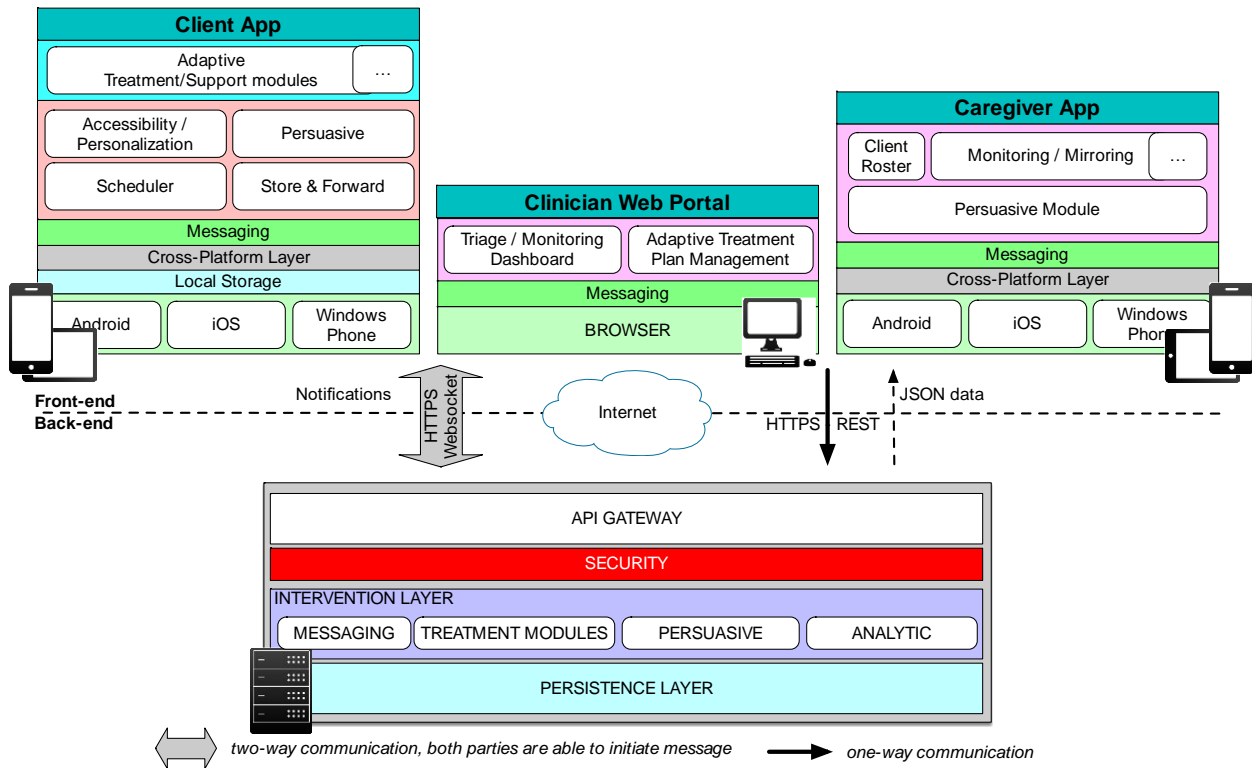 Client App
Adaptive
Treatment/Support modules
…
Accessibility /
Personalization
Persuasive
Scheduler
Store & Forward
Messaging
Cross-Platform Layer
Local Storage
Android
iOS
Windows
Phone
Clinician Web Portal
Triage / Monitoring
Dashboard
Adaptive Treatment
Plan Management
Messaging
BROWSER
Caregiver App
Client
Roster
Monitoring / Mirroring
…
Persuasive Module
Messaging
Cross-Platform Layer
Android
iOS
Windows
Phone
Front-end
Back-end
Notifications
HTTPS
Websocket
Internet
HTTPS
REST
JSON data
API GATEWAY
SECURITY
INTERVENTION LAYER
MESSAGING
TREATMENT MODULES
PERSUASIVE
ANALYTIC
PERSISTENCE LAYER
two-way communication, both parties are able to initiate message
one-way communication